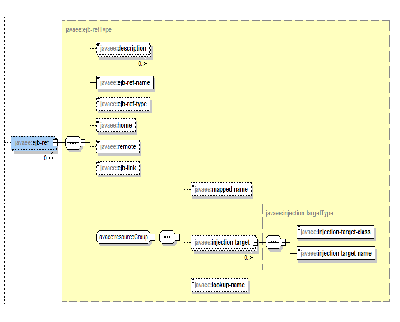 javaee:ejb-refType
javaee:description
0..∞
javaee:ejb-ref-name
javaee:ejb-ref-type
javaee:home
javaee:ejb-ref
0..∞
javaee:remote
javaee:ejb-link
javaee:mapped-name
javaee:injection-targetType
javaee:resourceGroup
javaee:injection-target
0..∞
javaee:injection-target-class
javaee:injection-target-name
javaee:lookup-name